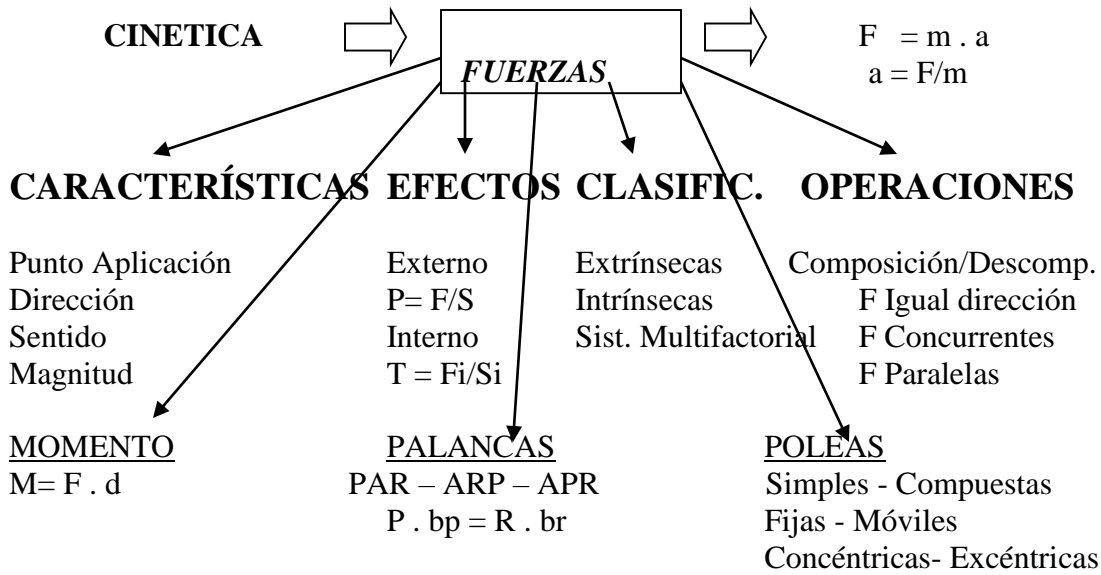 CINETICA
FUERZAS
F = m . a
a = F/m
CARACTERÍSTICAS EFECTOS CLASIFIC. OPERACIONES
Punto Aplicación Externo Extrínsecas Composición/Descomp.
Dirección P= F/S Intrínsecas F Igual dirección
Sentido Interno Sist. Multifactorial F Concurrentes
Magnitud T = Fi/Si F Paralelas
MOMENTO PALANCAS POLEAS
M= F . d PAR – ARP – APR Simples - Compuestas
P . bp = R . br Fijas - Móviles
Concéntricas- Excéntricas